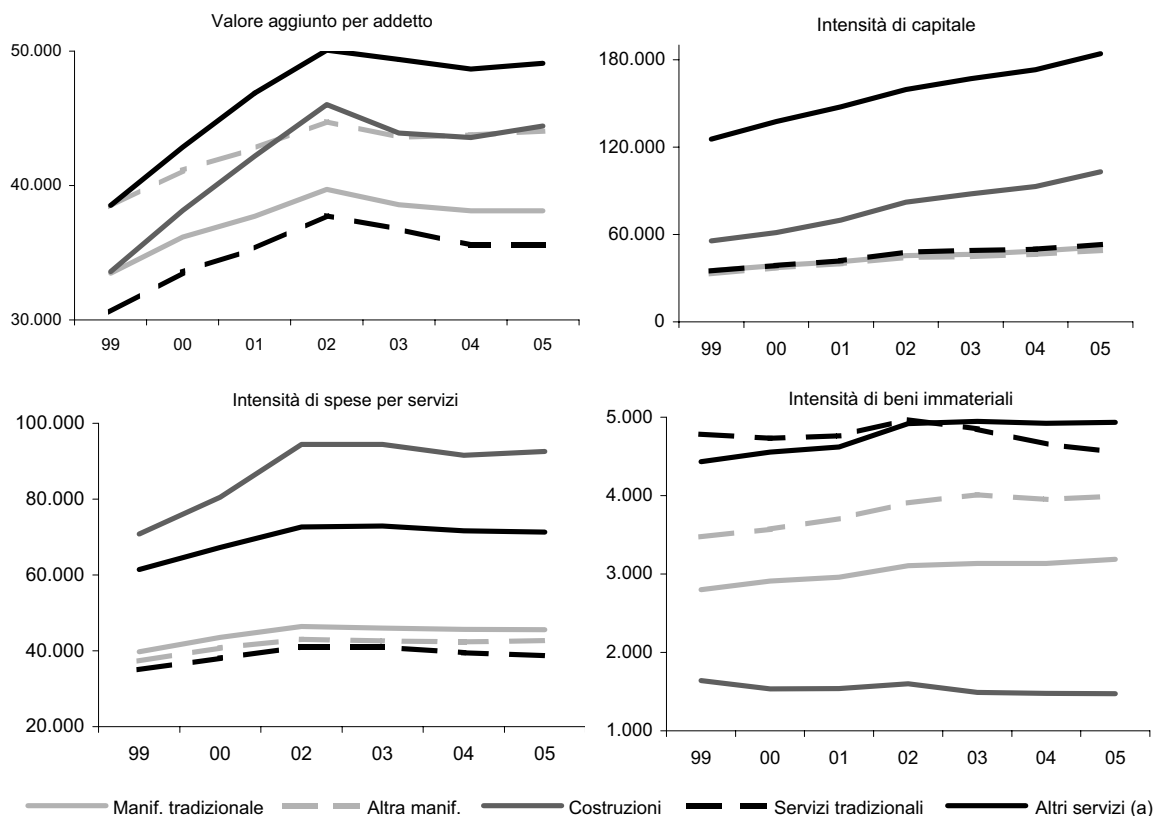 Valore aggiunto per addetto
50.000
40.000
30.000
99 00 01 02 03 04 05
Intensità di capitale
180.000
120.000
60.000
0
99 00 01 02 03 04 05
Intensità di spese per servizi
100.000
80.000
60.000
40.000
20.000
99 00 02 03 04 05
Intensità di beni immateriali
5.000
4.000
3.000
2.000
1.000
99 00 01 02 03 04 05
Manif. tradizionale Altra manif. Costruzioni Servizi tradizionali Altri servizi (a)